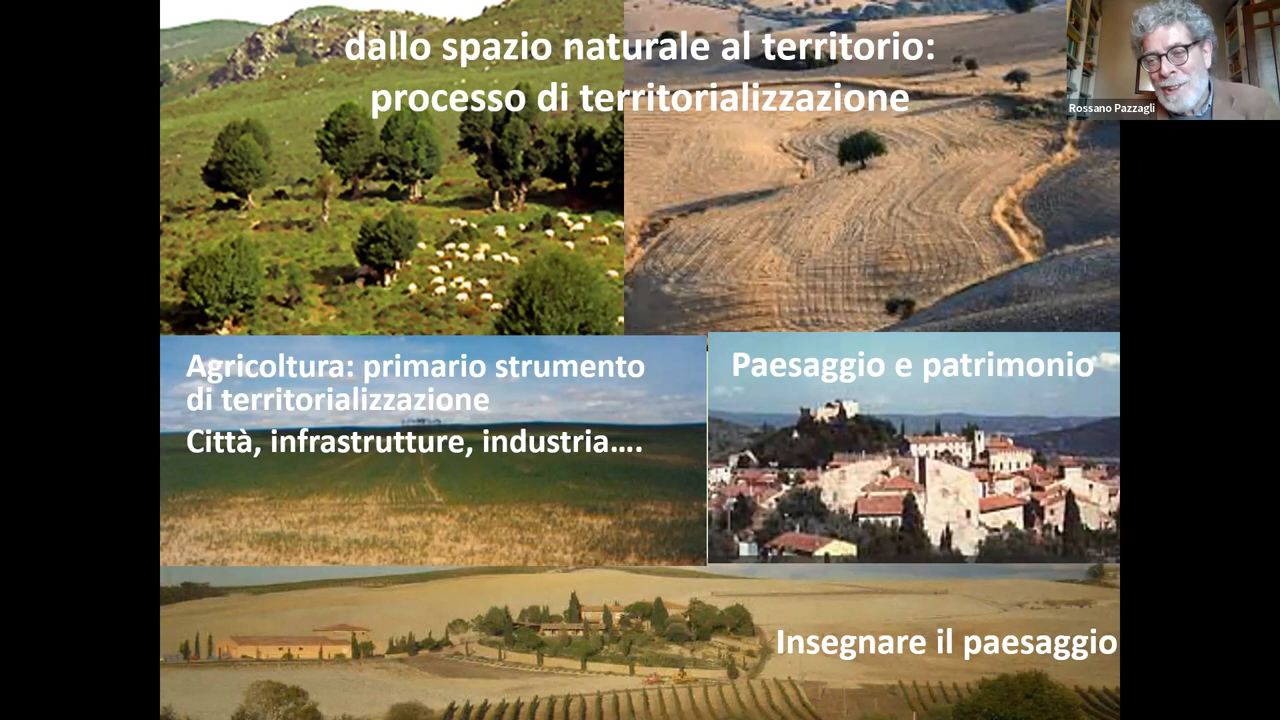 dallo spazio naturale al territorio:
processo di territorializzazione
Rossano Pazzagli
Agricoltura: primario strumento
di territorializzazione
Città, infrastrutture, industria....
Paesaggio e patrimonio
Insegnare il paesaggio